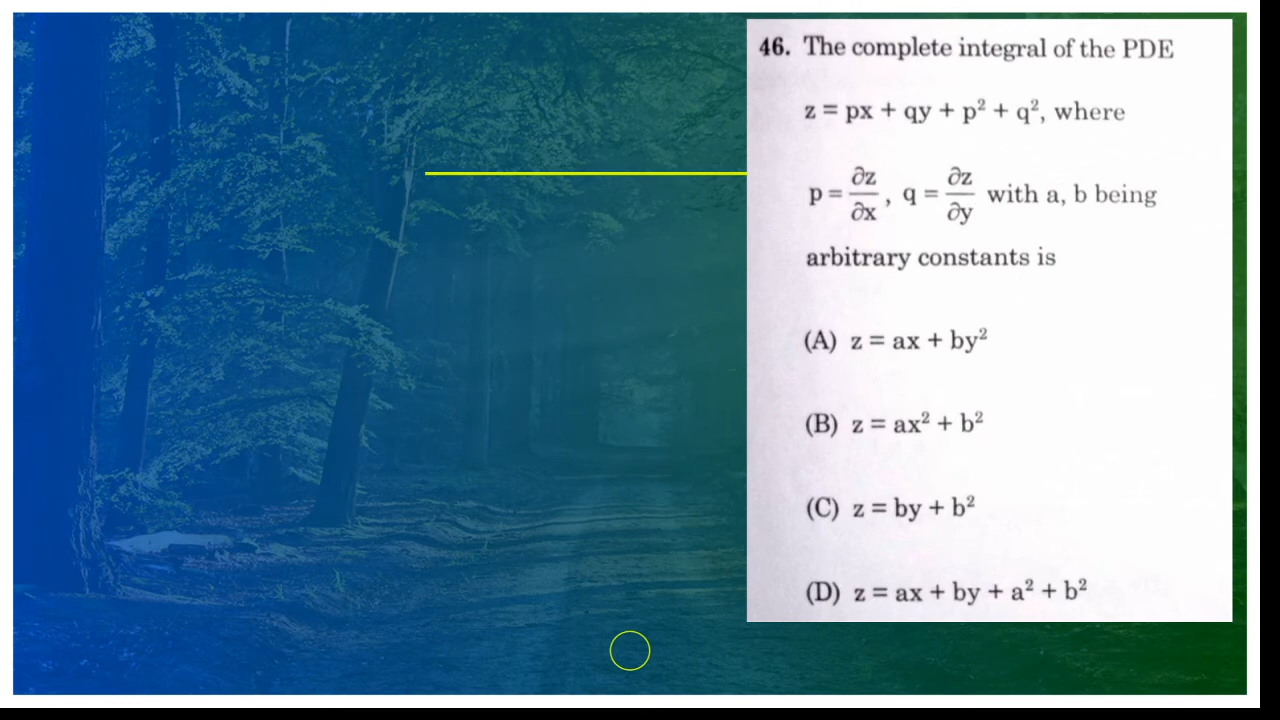 46. The complete integral of the PDE
z = px + qy + p² + q², where
p = ∂z/∂x , q = ∂z/∂y with a, b being
arbitrary constants is
(A) z = ax + by²
(B) z = ax² + b²
(C) z = by + b²
(D) z = ax + by + a² + b²